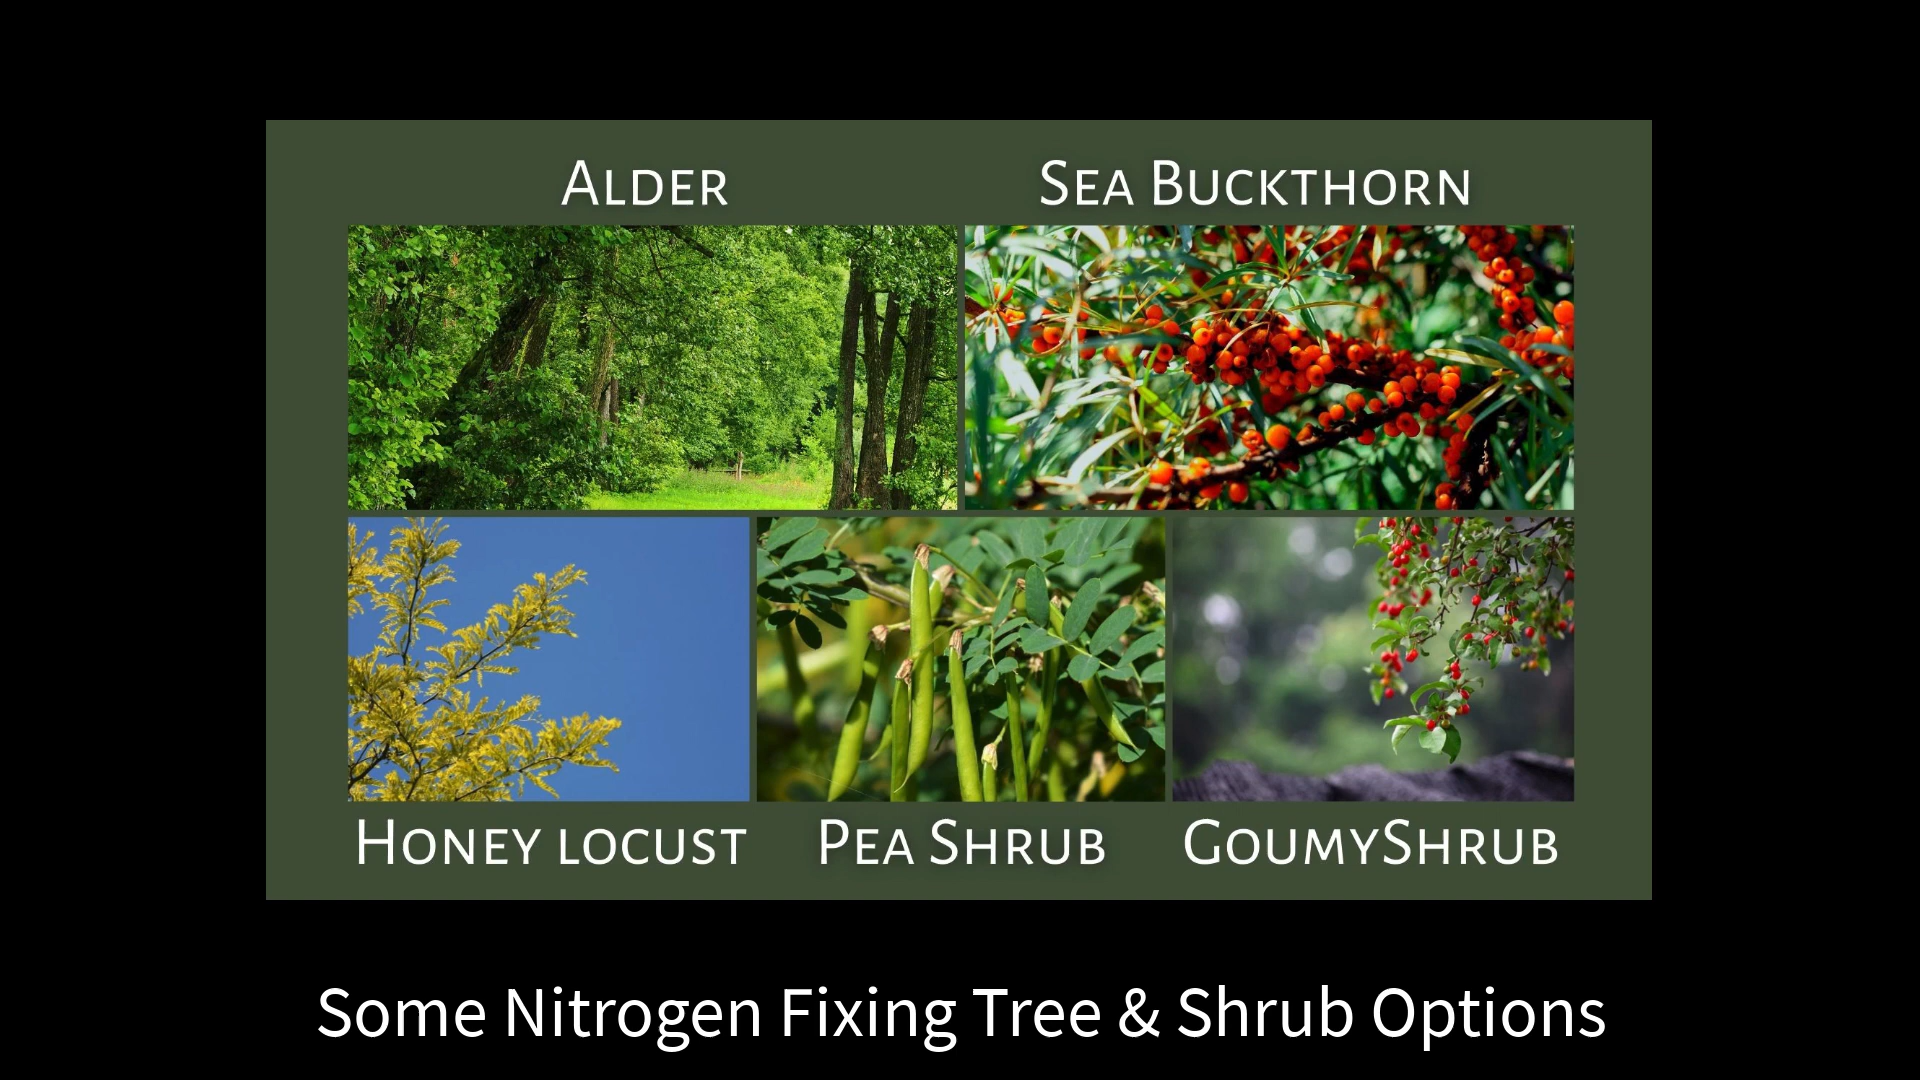 Alder
Sea Buckthorn
Honey locust
Pea Shrub
GoumyShrub
Some Nitrogen Fixing Tree & Shrub Options